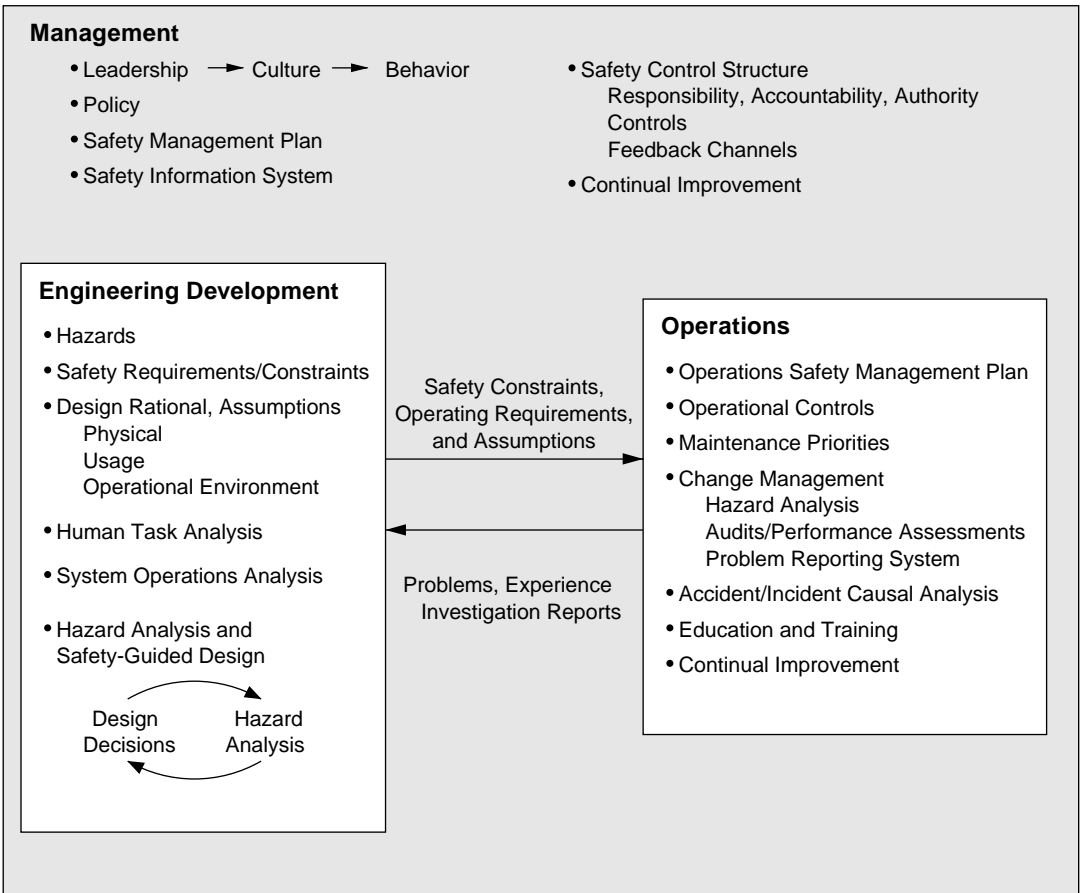 Management
• Leadership → Culture → Behavior
• Policy
• Safety Management Plan
• Safety Information System
• Safety Control Structure
Responsibility, Accountability, Authority
Controls
Feedback Channels
• Continual Improvement
Engineering Development
• Hazards
• Safety Requirements/Constraints
• Design Rational, Assumptions
Physical
Usage
Operational Environment
• Human Task Analysis
• System Operations Analysis
• Hazard Analysis and
Safety-Guided Design
Design
Decisions
Hazard
Analysis
Safety Constraints,
Operating Requirements,
and Assumptions
Problems, Experience
Investigation Reports
Operations
• Operations Safety Management Plan
• Operational Controls
• Maintenance Priorities
• Change Management
Hazard Analysis
Audits/Performance Assessments
Problem Reporting System
• Accident/Incident Causal Analysis
• Education and Training
• Continual Improvement